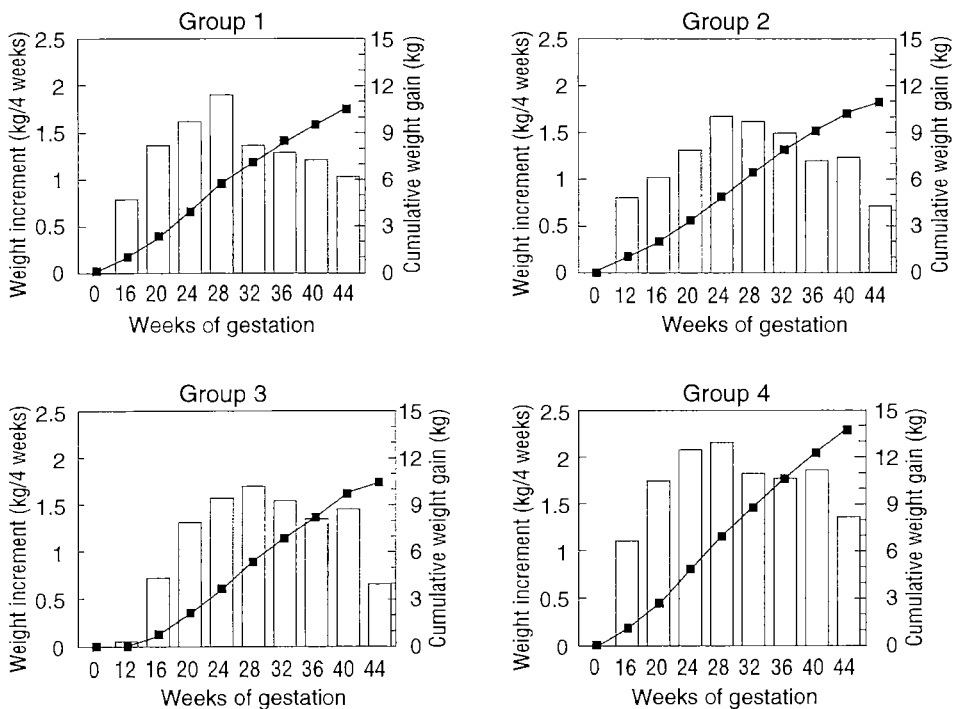 Group 1
2.5
2
1.5
1
0.5
0
Weight increment (kg/4 weeks)
15
12
9
6
3
0
Cumulative weight gain (kg)
0 16 20 24 28 32 36 40 44
Weeks of gestation
Group 2
2.5
2
1.5
1
0.5
0
Weight increment (kg/4 weeks)
15
12
9
6
3
0
Cumulative weight gain (kg)
0 12 16 20 24 28 32 36 40 44
Weeks of gestation
Group 3
2.5
2
1.5
1
0.5
0
Weight increment (kg/4 weeks)
15
12
9
6
3
0
Cumulative weight gain (kg)
0 12 16 20 24 28 32 36 40 44
Weeks of gestation
Group 4
2.5
2
1.5
1
0.5
0
Weight increment (kg/4 weeks)
15
12
9
6
3
0
Cumulative weight gain (kg)
0 16 20 24 28 32 36 40 44
Weeks of gestation